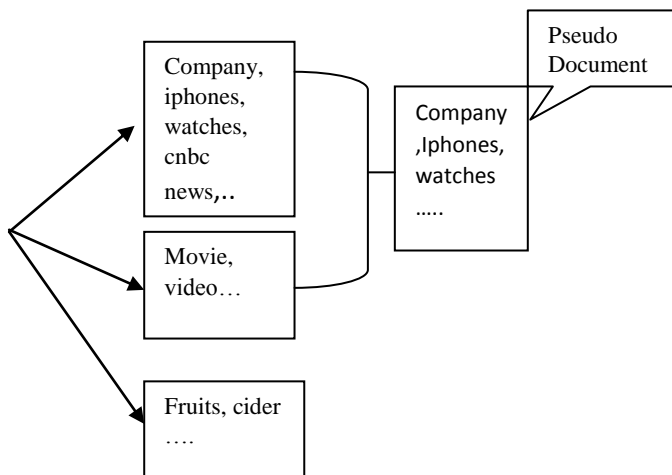 Company,
iphones,
watches,
cnbc
news,..
Movie,
video…
Fruits, cider
….
Company
,Iphones,
watches
…..
Pseudo
Document